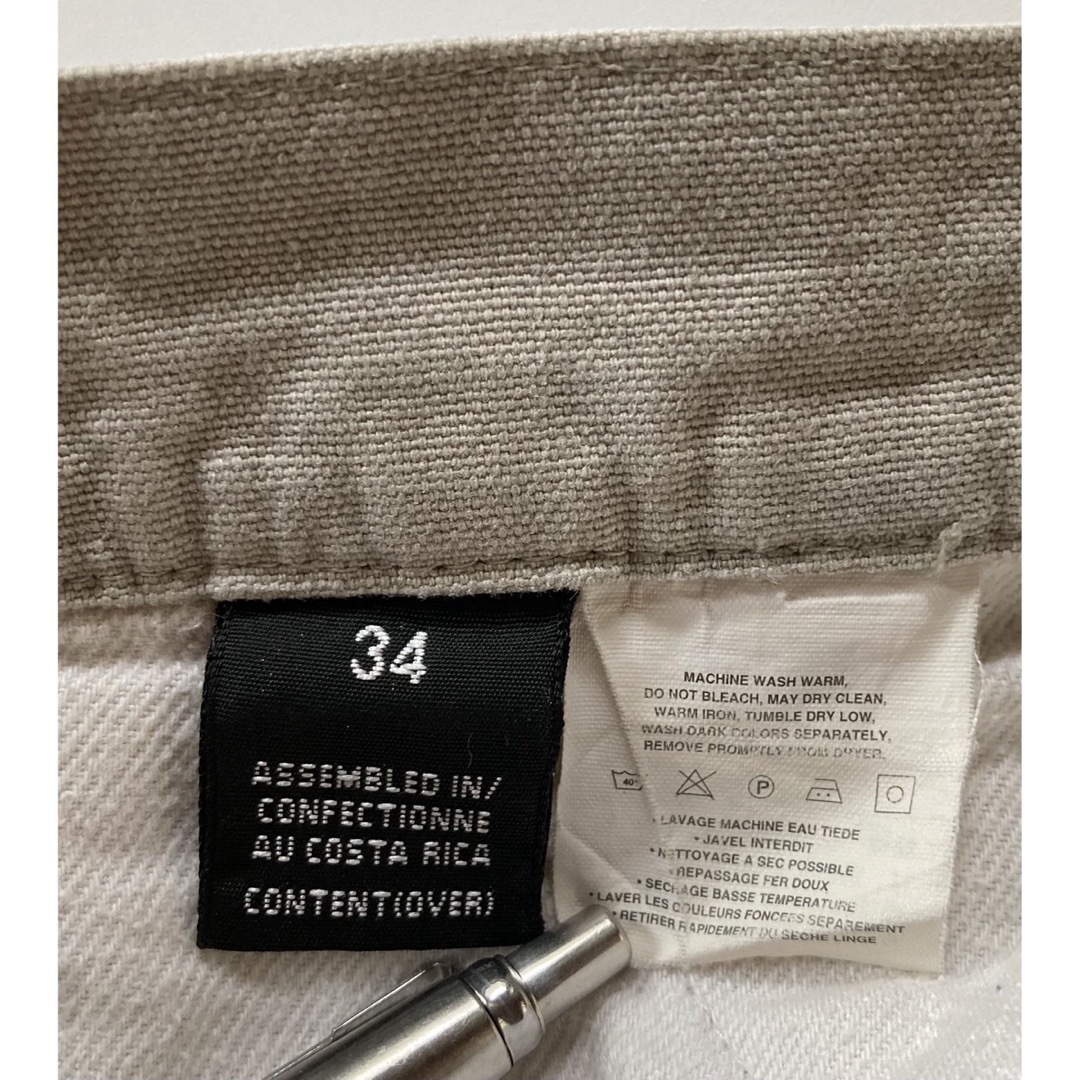 34
ASSEMBLED IN/
CONFECTIONNE
AU COSTA RICA
CONTENT(OVER)
MACHINE WASH WARM,
DO NOT BLEACH, MAY DRY CLEAN,
WARM IRON, TUMBLE DRY LOW,
WASH DARK COLORS SEPARATELY,
REMOVE PROMPTLY FROM DRYER.
40°
P
• LAVAGE MACHINE EAU TIEDE
• JAVEL INTERDIT
• NETTOYAGE A SEC POSSIBLE
• REPASSAGE FER DOUX
• SECHAGE BASSE TEMPERATURE
• LAVER LES COULEURS FONCEES SEPAREMENT
• RETIRER RAPIDEMENT DU SECHE LINGE